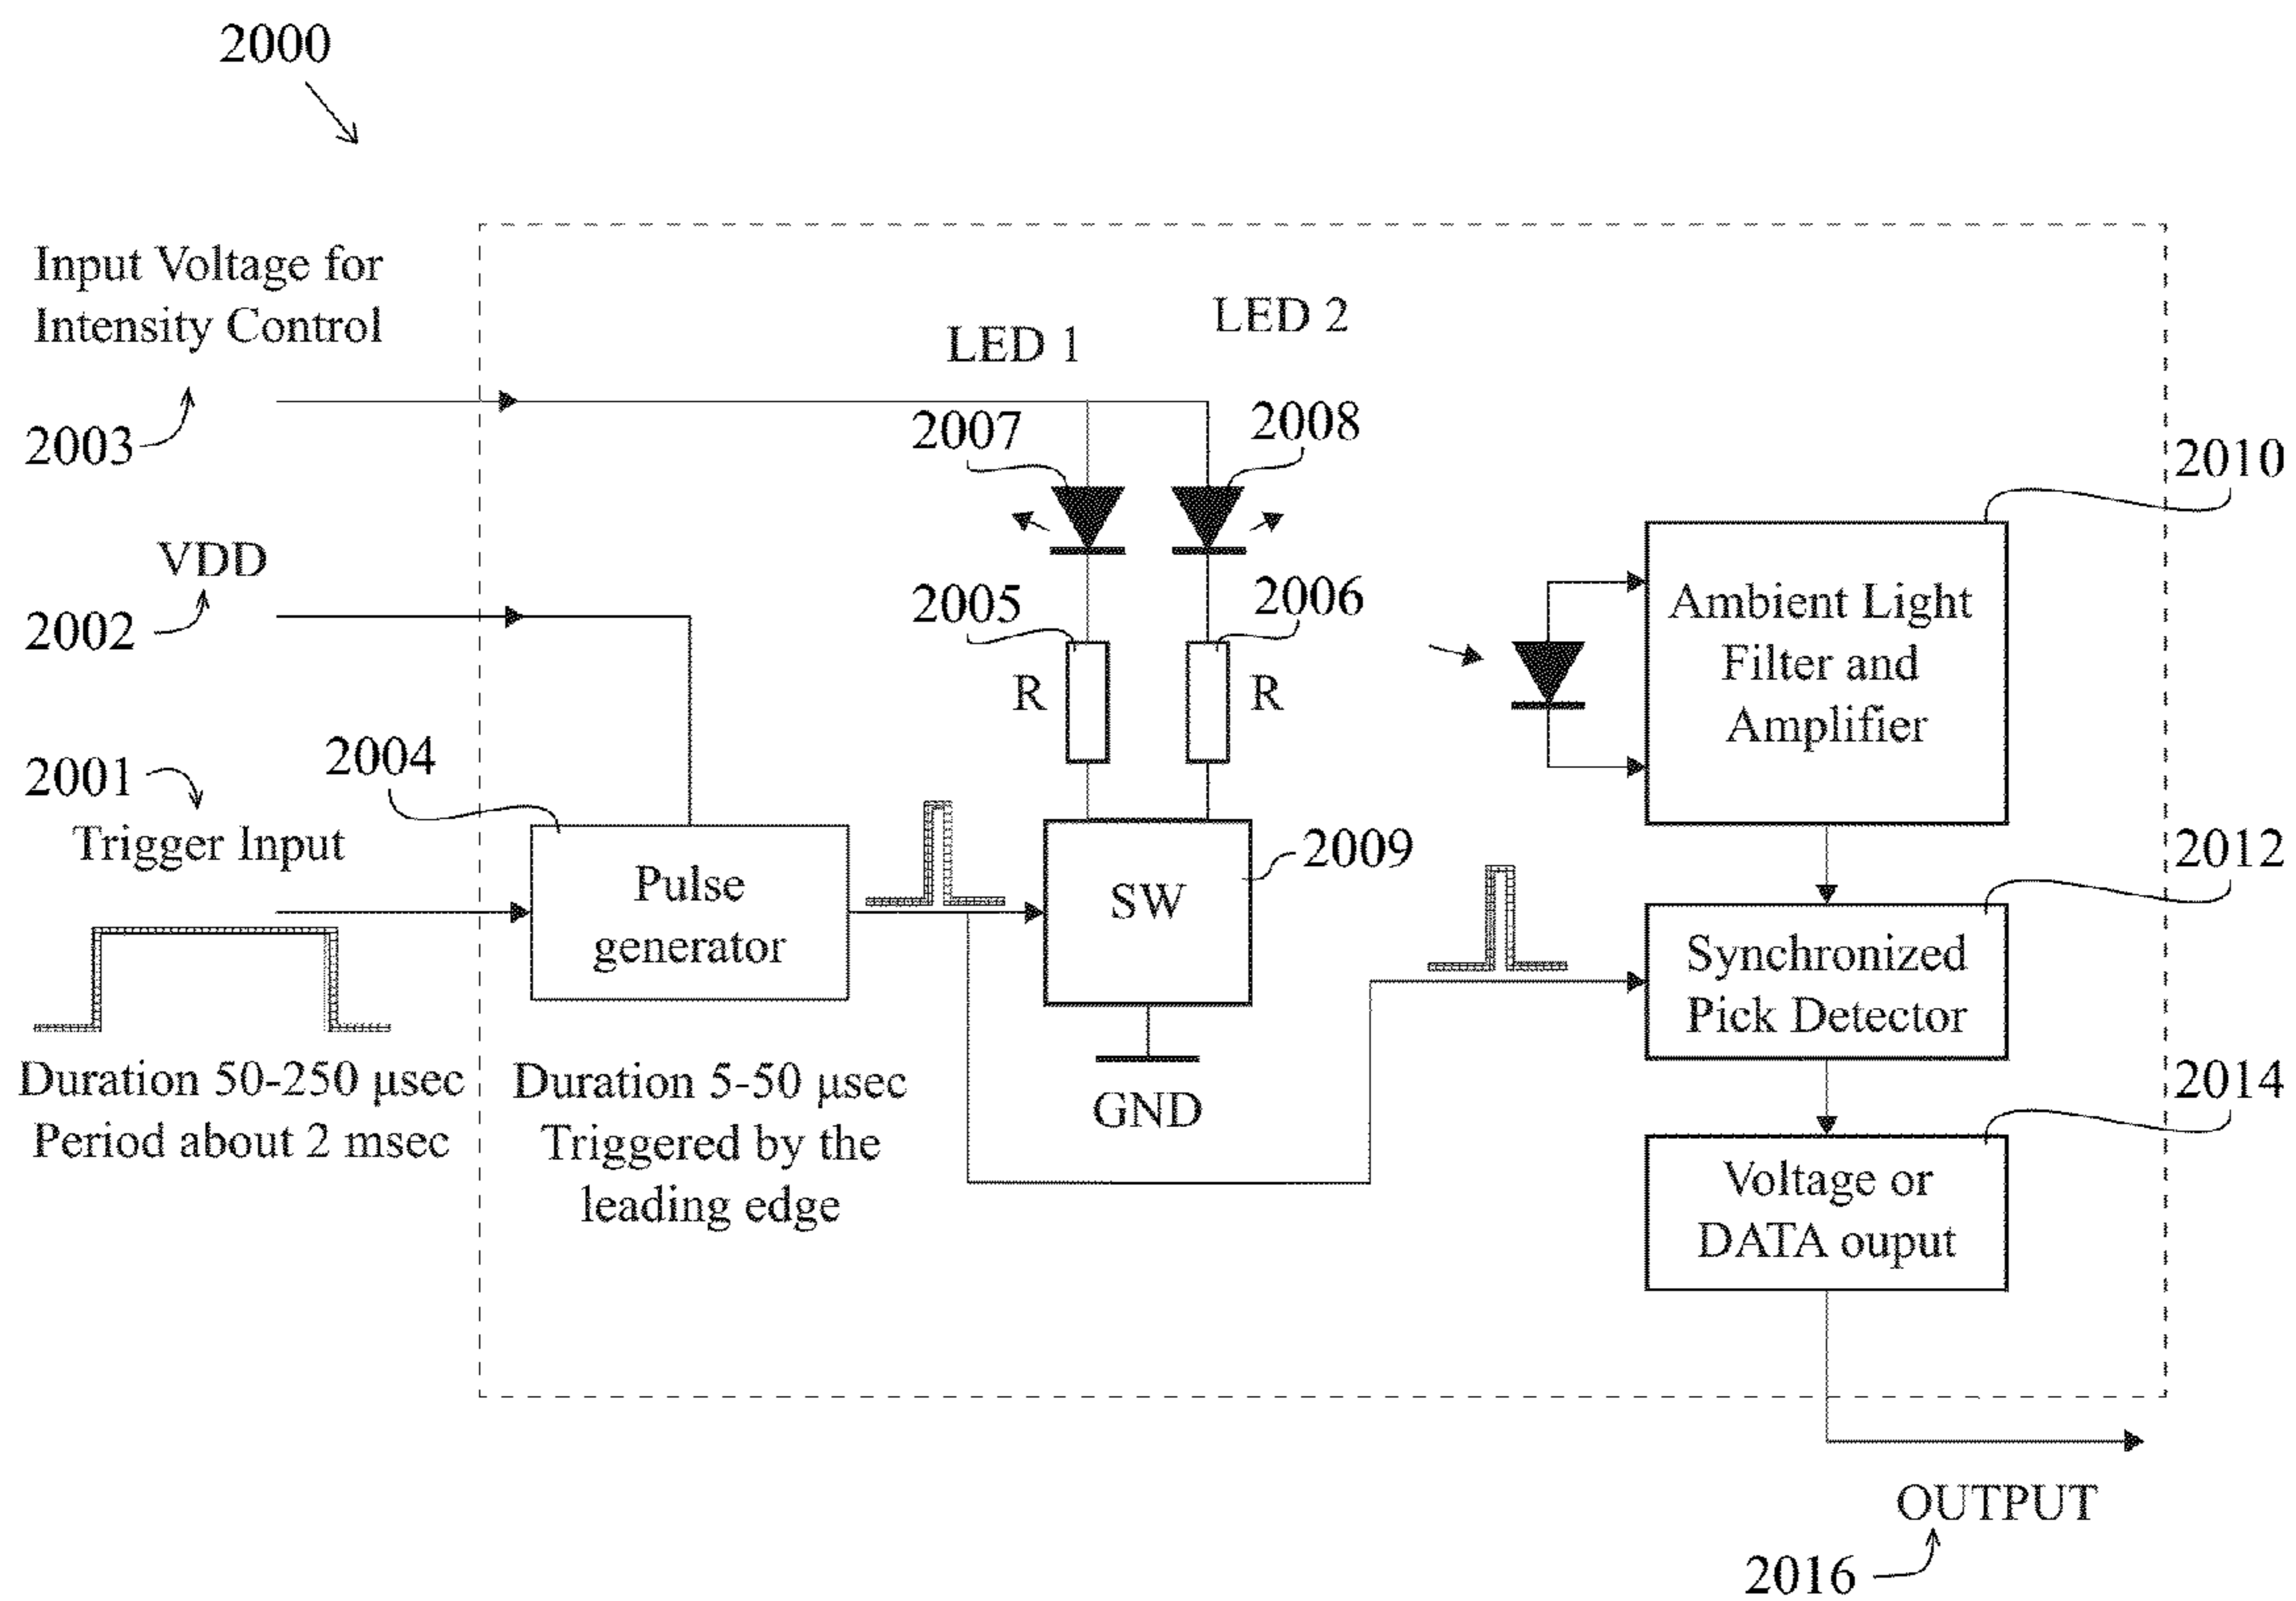 2000
Input Voltage for
Intensity Control
2003
LED 1
LED 2
2007
2008
2010
VDD
2002
2005
2006
R
R
Ambient Light
Filter and
Amplifier
2001
Trigger Input
2004
Pulse
generator
SW
2009
GND
2012
Synchronized
Pick Detector
Duration 50-250 μsec
Period about 2 msec
Duration 5-50 μsec
Triggered by the
leading edge
2014
Voltage or
DATA ouput
OUTPUT
2016